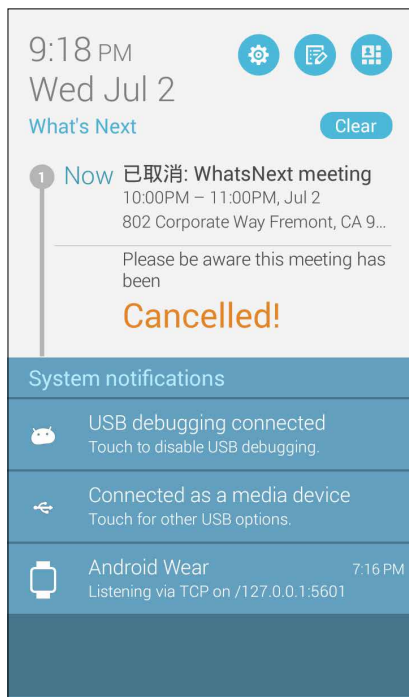 9:18 PM
Wed Jul 2
What's Next
Clear
1
Now
已取消: WhatsNext meeting
10:00PM – 11:00PM, Jul 2
802 Corporate Way Fremont, CA 9...
Please be aware this meeting has
been
Cancelled!
System notifications
USB debugging connected
Touch to disable USB debugging.
Connected as a media device
Touch for other USB options.
Android Wear
7:16 PM
Listening via TCP on /127.0.0.1:5601